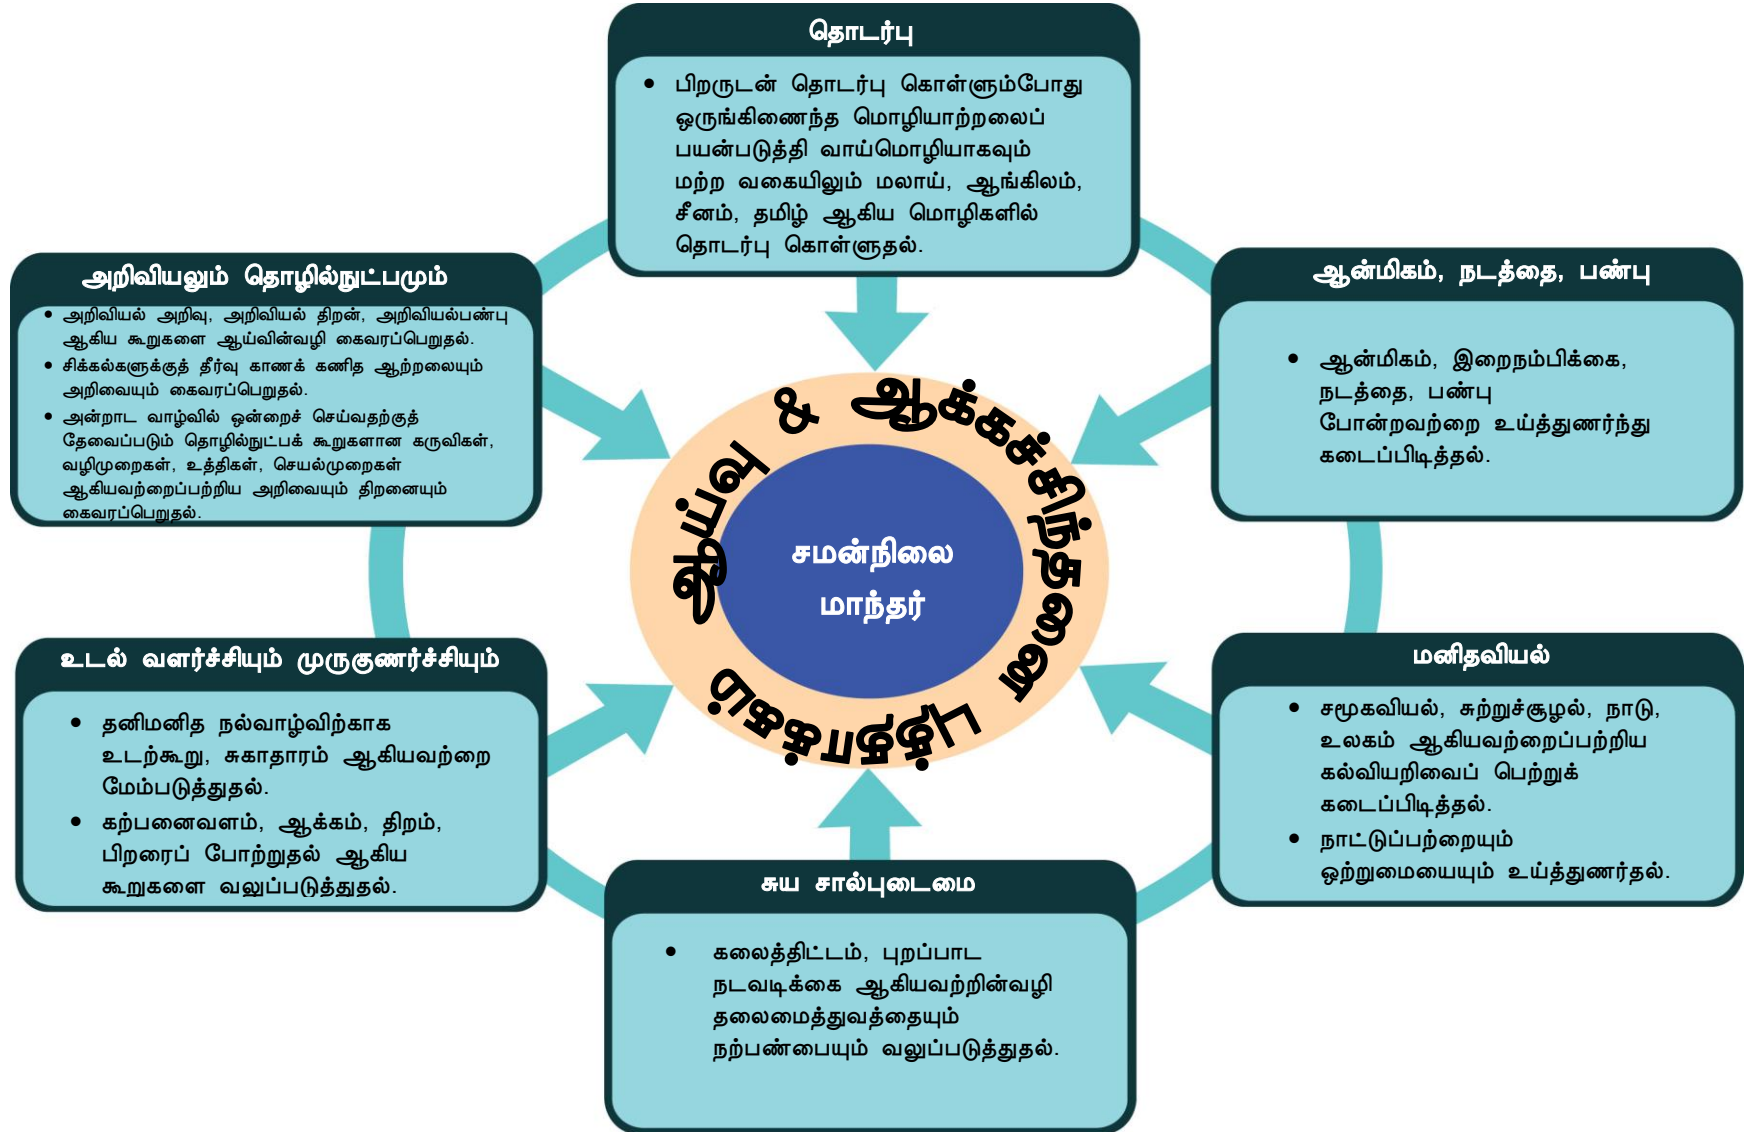 தொடர்பு
• பிறருடன் தொடர்பு கொள்ளும்போது
ஒருங்கிணைந்த மொழியாற்றலைப்
பயன்படுத்தி வாய்மொழியாகவும்
மற்ற வகையிலும் மலாய், ஆங்கிலம்,
சீனம், தமிழ் ஆகிய மொழிகளில்
தொடர்பு கொள்ளுதல்.
அறிவியலும் தொழில்நுட்பமும்
• அறிவியல் அறிவு, அறிவியல் திறன், அறிவியல்பண்பு
ஆகிய கூறுகளை ஆய்வின்வழி கைவரப்பெறுதல்.
• சிக்கல்களுக்குத் தீர்வு காணக் கணித ஆற்றலையும்
அறிவையும் கைவரப்பெறுதல்.
• அன்றாட வாழ்வில் ஒன்றைச் செய்வதற்குத்
தேவைப்படும் தொழில்நுட்பக் கூறுகளான கருவிகள்,
வழிமுறைகள், உத்திகள், செயல்முறைகள்
ஆகியவற்றைப்பற்றிய அறிவையும் திறனையும்
கைவரப்பெறுதல்.
ஆன்மிகம், நடத்தை, பண்பு
• ஆன்மிகம், இறைநம்பிக்கை,
நடத்தை, பண்பு
போன்றவற்றை உய்த்துணர்ந்து
கடைப்பிடித்தல்.
ஆய்வு & ஆக்கச்சிந்தனை புத்தாக்கம்
சமன்நிலை
மாந்தர்
உடல் வளர்ச்சியும் முருகுணர்ச்சியும்
• தனிமனித நல்வாழ்விற்காக
உடற்கூறு, சுகாதாரம் ஆகியவற்றை
மேம்படுத்துதல்.
• கற்பனைவளம், ஆக்கம், திறம்,
பிறரைப் போற்றுதல் ஆகிய
கூறுகளை வலுப்படுத்துதல்.
மனிதவியல்
• சமூகவியல், சுற்றுச்சூழல், நாடு,
உலகம் ஆகியவற்றைப்பற்றிய
கல்வியறிவைப் பெற்றுக்
கடைப்பிடித்தல்.
• நாட்டுப்பற்றையும்
ஒற்றுமையையும் உய்த்துணர்தல்.
சுய சால்புடைமை
• கலைத்திட்டம், புறப்பாட
நடவடிக்கை ஆகியவற்றின்வழி
தலைமைத்துவத்தையும்
நற்பண்பையும் வலுப்படுத்துதல்.